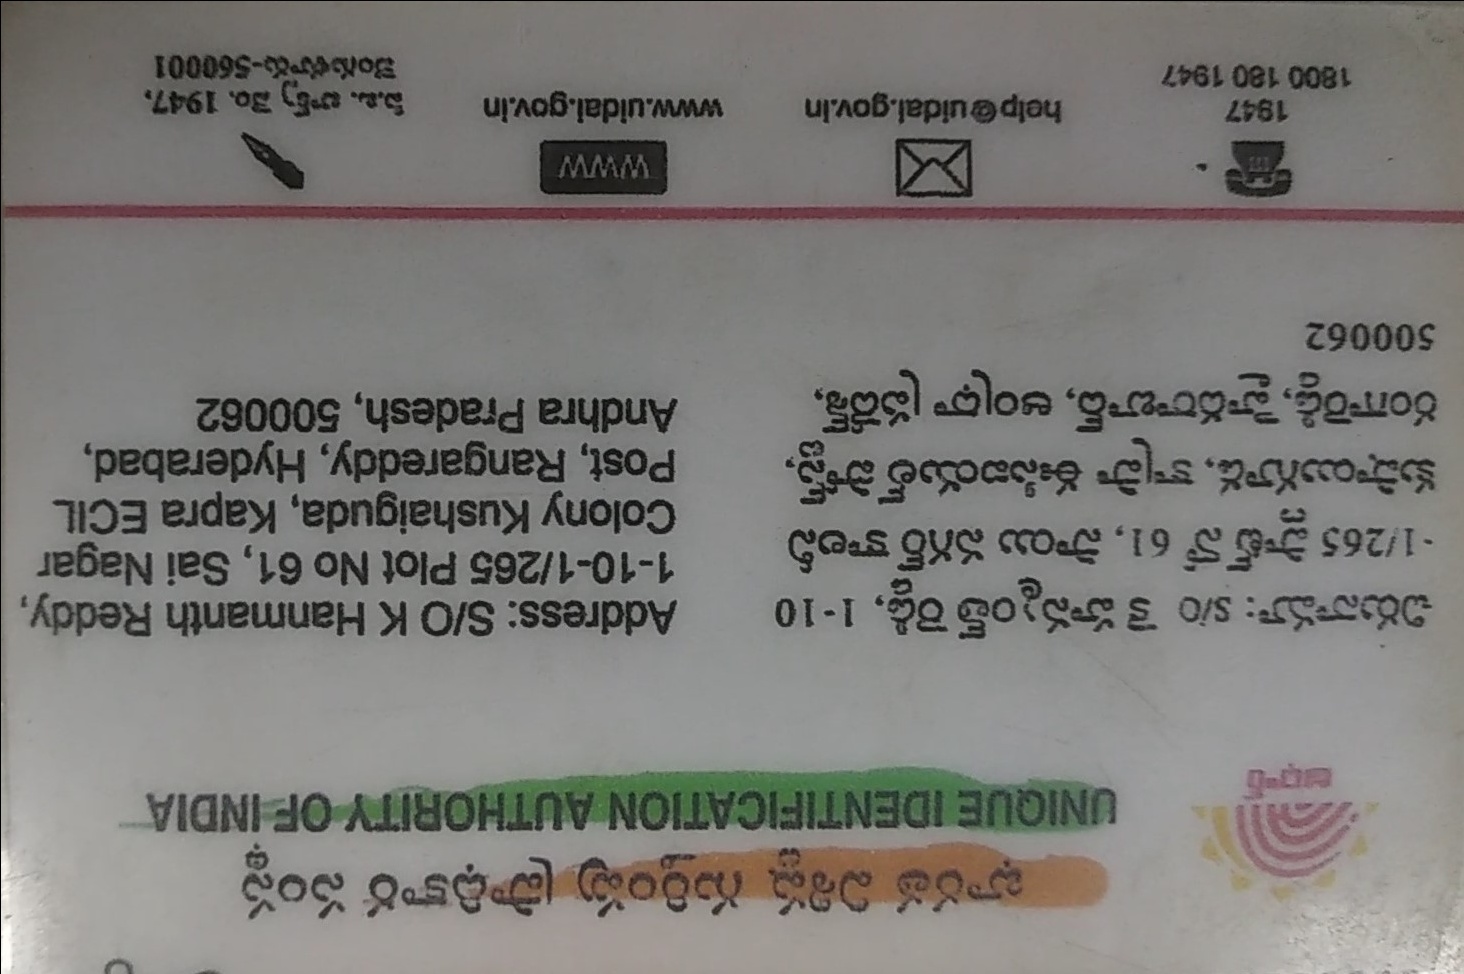 భారత విశిష్ట గుర్తింపు ప్రాధికార సంస్థ
UNIQUE IDENTIFICATION AUTHORITY OF INDIA
ఆధార్
చిరునామా: S/O కె హన్మంత్ రెడ్డి, 1-10
-1/265 ప్లాట్ నో 61, సాయి నగర్ కాలనీ
కుషాయిగూడ, కాప్రా ఈసిఐయల్ పోస్ట్,
రంగారెడ్డి, హైదరాబాద్, ఆంధ్రా ప్రదేశ్,
500062
Address: S/O K Hanmanth Reddy,
1-10-1/265 Plot No 61, Sai Nagar
Colony Kushaiguda, Kapra ECIL
Post, Rangareddy, Hyderabad,
Andhra Pradesh, 500062
1947
1800 180 1947
help@uidai.gov.in
WWW
www.uidai.gov.in
పి.ఒ. బాక్స్ నెం. 1947,
బెంగుళూరు-560001